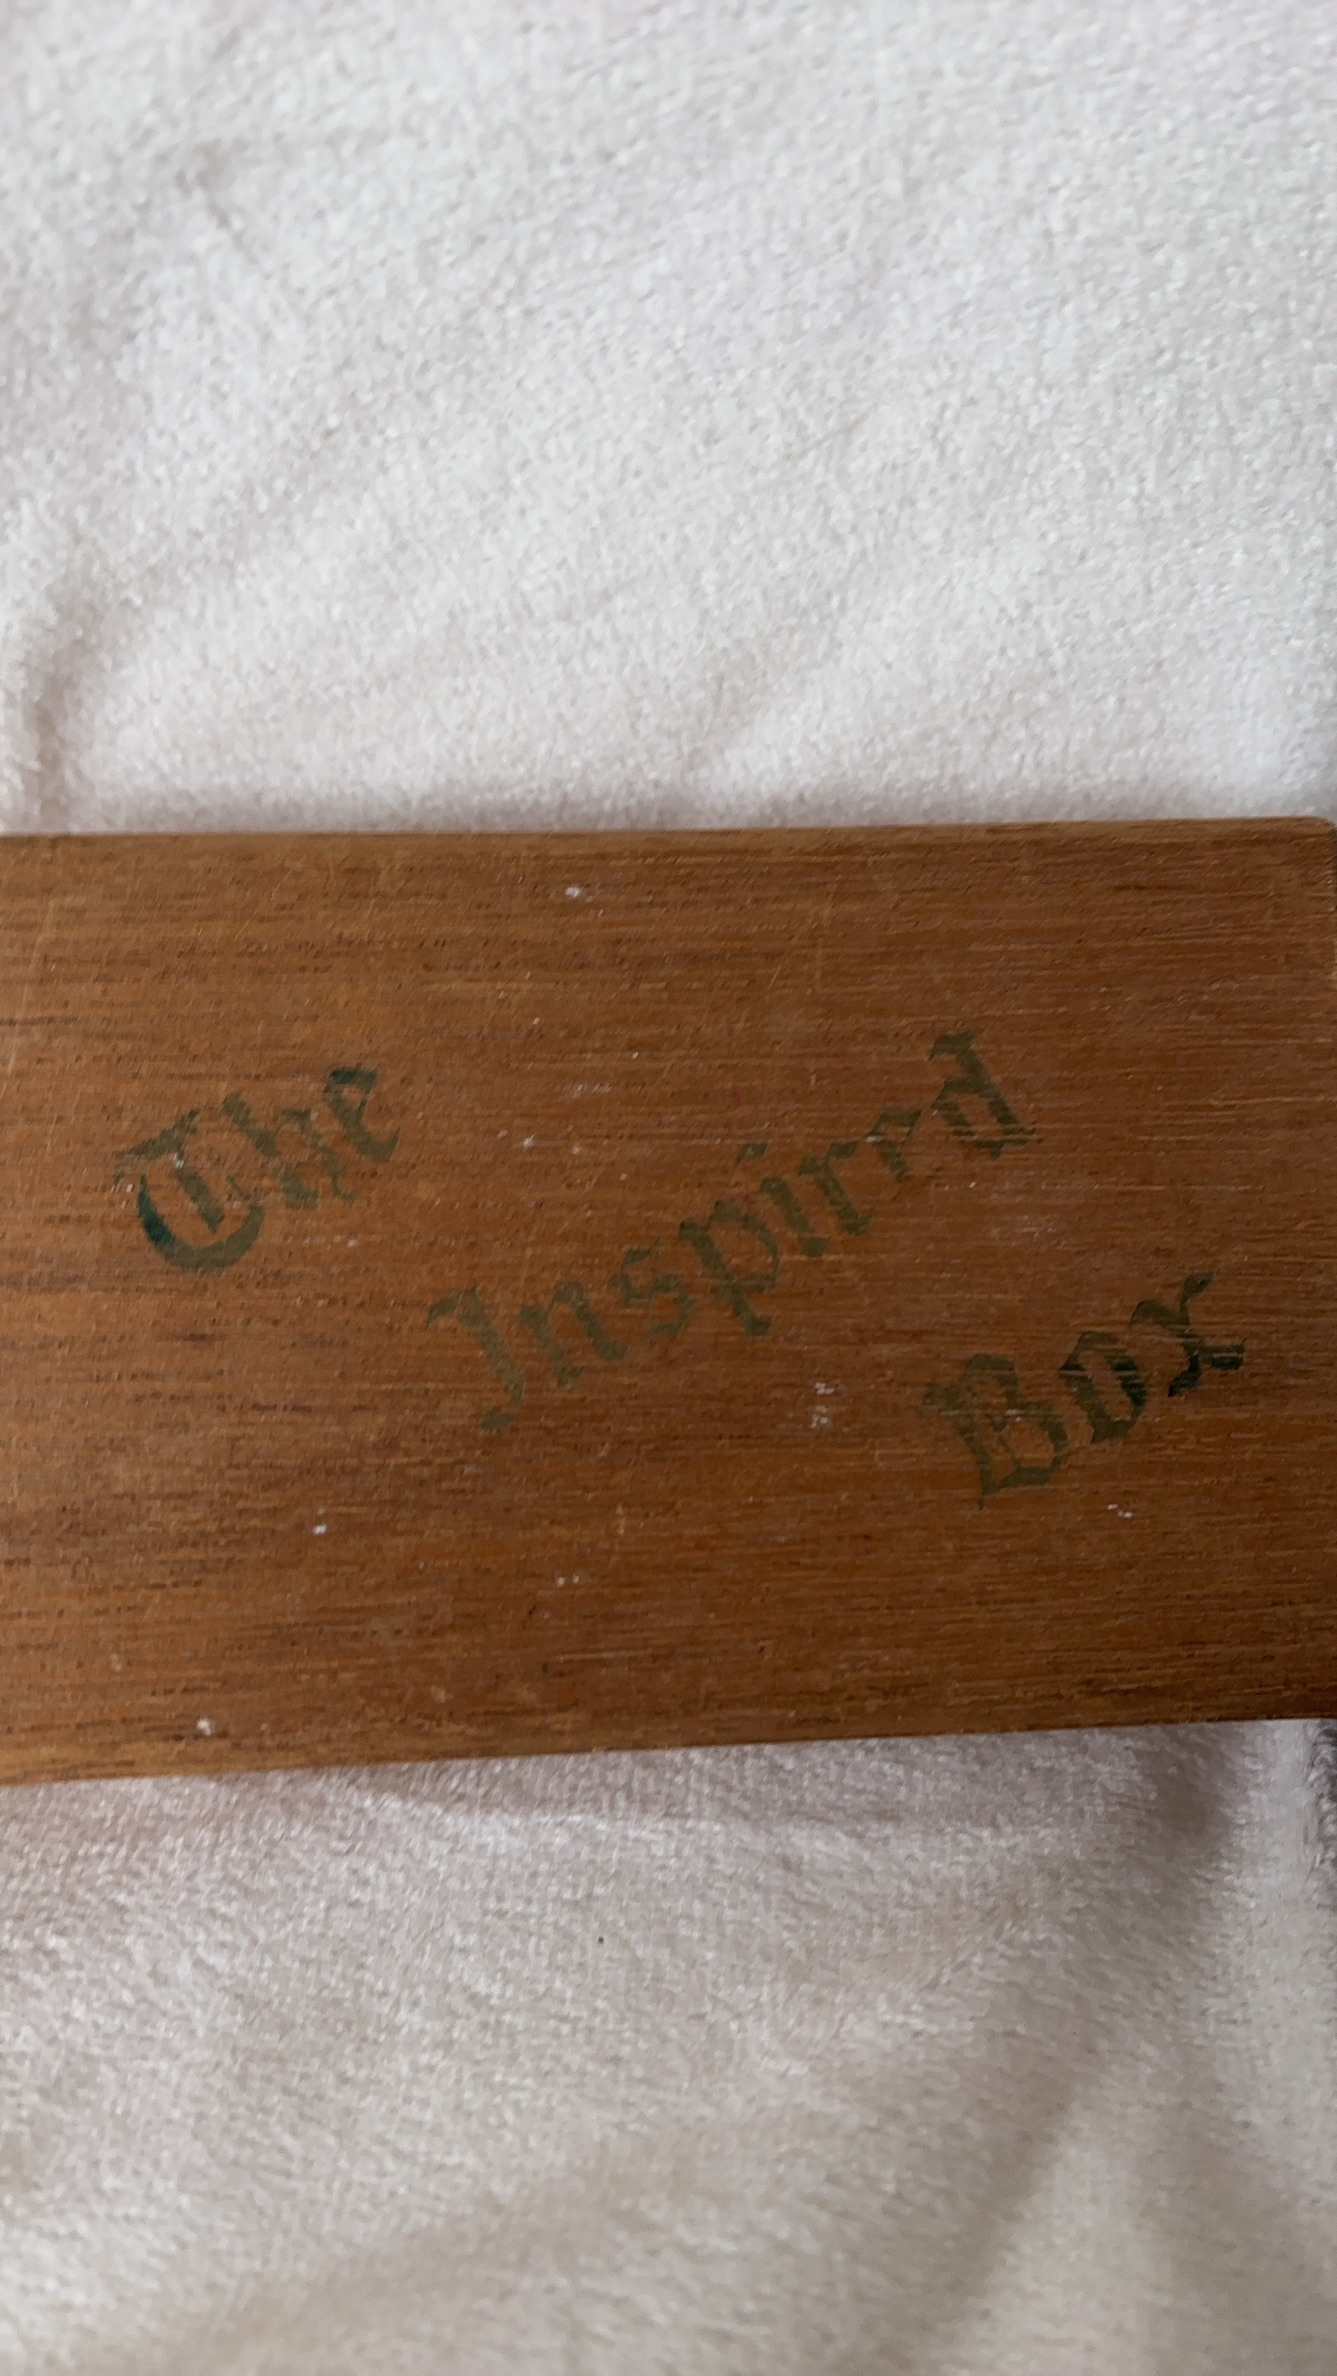 The
Inspired
Box